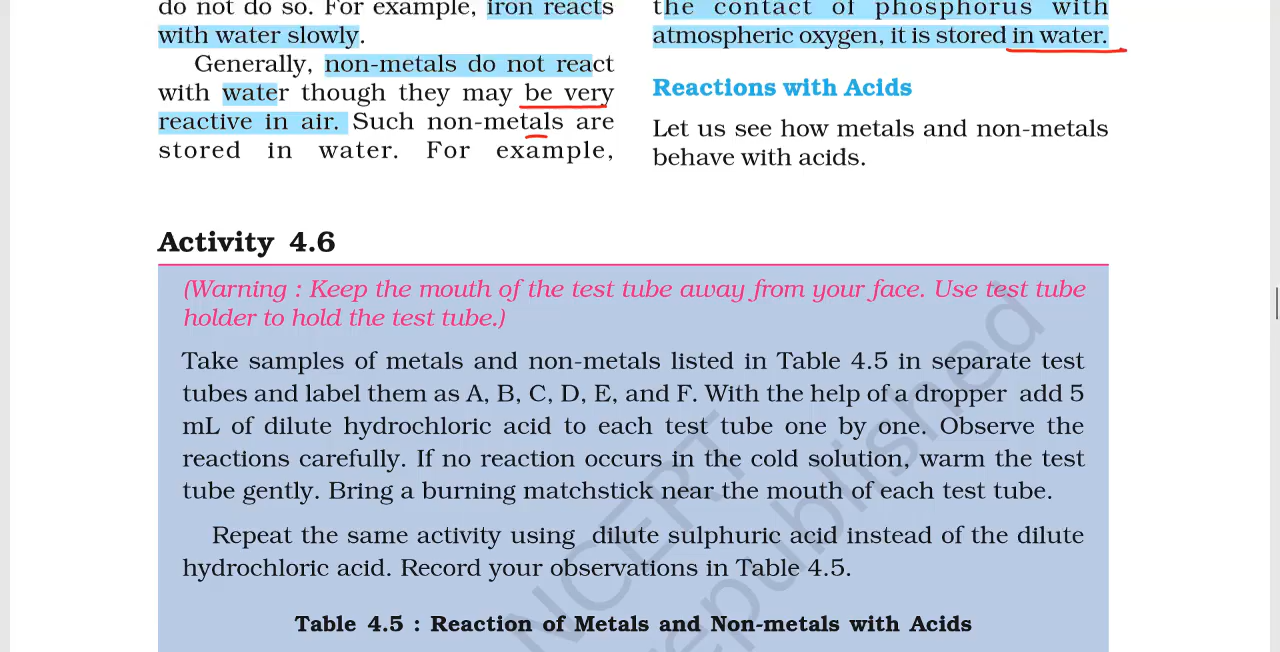 do not do so. For example, iron reacts
with water slowly.
Generally, non-metals do not react
with water though they may be very
reactive in air. Such non-metals are
stored in water. For example,
the contact of phosphorus with
atmospheric oxygen, it is stored in water.
Reactions with Acids
Let us see how metals and non-metals
behave with acids.
Activity 4.6
(Warning : Keep the mouth of the test tube away from your face. Use test tube
holder to hold the test tube.)
Take samples of metals and non-metals listed in Table 4.5 in separate test
tubes and label them as A, B, C, D, E, and F. With the help of a dropper add 5
mL of dilute hydrochloric acid to each test tube one by one. Observe the
reactions carefully. If no reaction occurs in the cold solution, warm the test
tube gently. Bring a burning matchstick near the mouth of each test tube.
Repeat the same activity using dilute sulphuric acid instead of the dilute
hydrochloric acid. Record your observations in Table 4.5.
Table 4.5 : Reaction of Metals and Non-metals with Acids
NCERT
republished